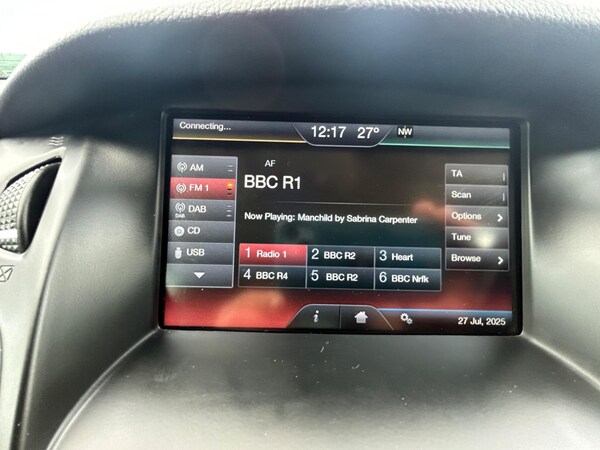 Connecting...
12:17 27° NW
AM
FM 1
DAB
DAB
CD
USB
AF
BBC R1
Now Playing: Manchild by Sabrina Carpenter
1 Radio 1
2 BBC R2
3 Heart
4 BBC R4
5 BBC R2
6 BBC Nrfk
TA
Scan
Options
Tune
Browse
i
27 Jul, 2025